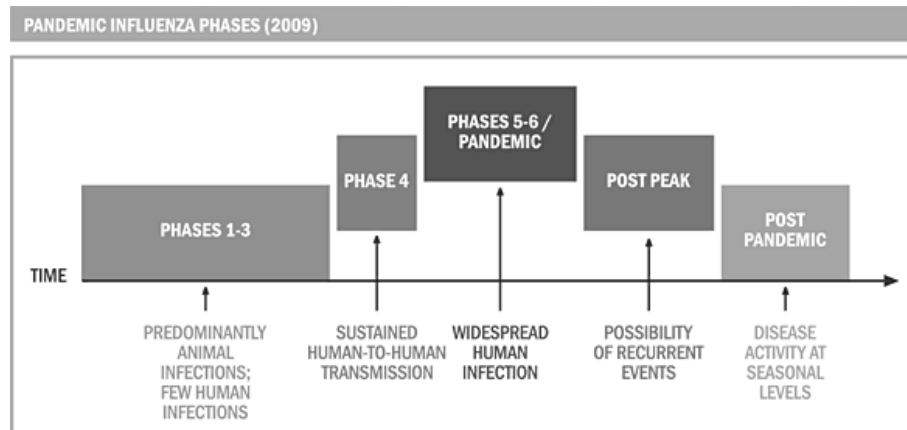 PANDEMIC INFLUENZA PHASES (2009)
PHASES 5-6 /
PANDEMIC
PHASE 4
POST PEAK
PHASES 1-3
POST
PANDEMIC
TIME
PREDOMINANTLY
ANIMAL
INFECTIONS;
FEW HUMAN
INFECTIONS
SUSTAINED
HUMAN-TO-HUMAN
TRANSMISSION
WIDESPREAD
HUMAN
INFECTION
POSSIBILITY
OF RECURRENT
EVENTS
DISEASE
ACTIVITY AT
SEASONAL
LEVELS